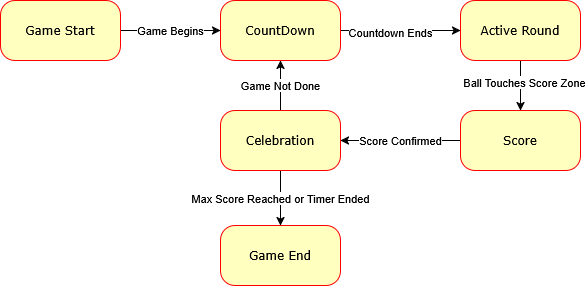 Game Start
Game Begins
CountDown
Countdown Ends
Active Round
Game Not Done
Ball Touches Score Zone
Celebration
Score Confirmed
Score
Max Score Reached or Timer Ended
Game End